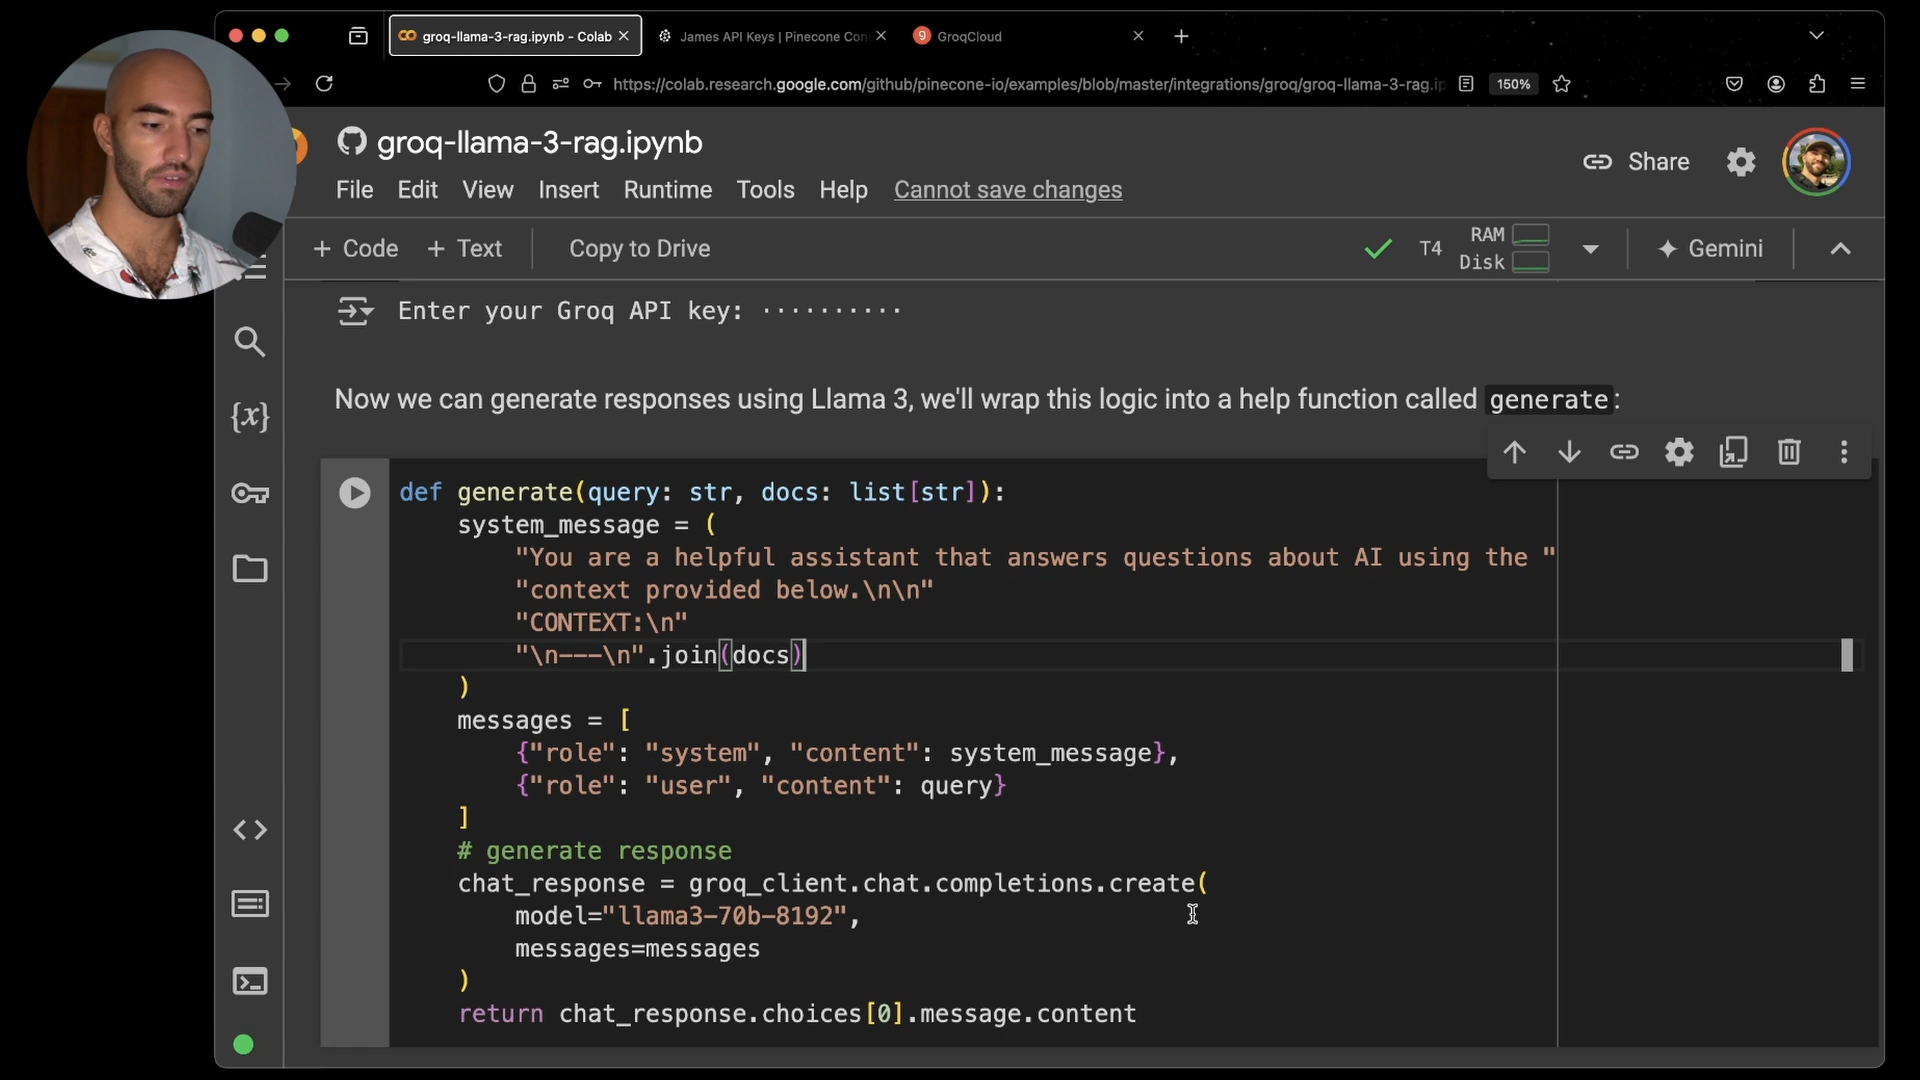 groq-llama-3-rag.ipynb - Colab
James API Keys | Pinecone Con
GroqCloud
https://colab.research.google.com/github/pinecone-io/examples/blob/master/integrations/groq/groq-llama-3-rag.ip
150%
groq-llama-3-rag.ipynb
Share
File Edit View Insert Runtime Tools Help Cannot save changes
+ Code + Text Copy to Drive
T4
RAM
Disk
Gemini
Enter your Groq API key: ··········
Now we can generate responses using Llama 3, we'll wrap this logic into a help function called generate:
{x}
def generate(query: str, docs: list[str]):
system_message = (
"You are a helpful assistant that answers questions about AI using the "
"context provided below.\n\n"
"CONTEXT:\n"
"\n---\n".join(docs)
)
messages = [
{"role": "system", "content": system_message},
{"role": "user", "content": query}
]
# generate response
chat_response = groq_client.chat.completions.create(
model="llama3-70b-8192",
messages=messages
)
return chat_response.choices[0].message.content